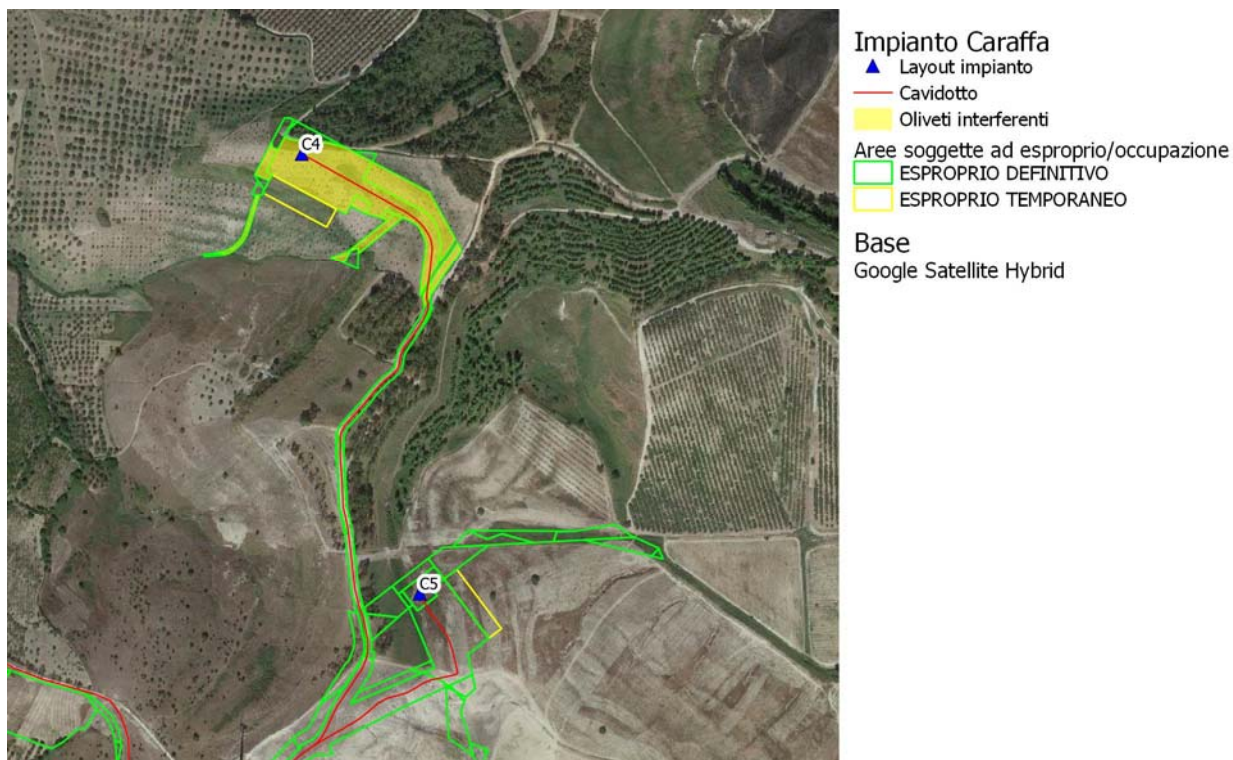 C4
C5
Impianto Caraffa
Layout impianto
Cavidotto
Oliveti interferenti
Aree soggette ad esproprio/occupazione
ESPROPRIO DEFINITIVO
ESPROPRIO TEMPORANEO
Base
Google Satellite Hybrid